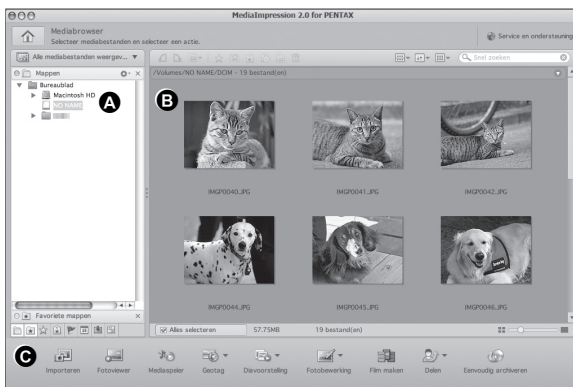 MediaImpression 2.0 for PENTAX
Mediabrowser
Selecteer mediabestanden en selecteer een actie.
Service en ondersteuning
Alle mediabestanden weergev...
Snel zoeken
Mappen
/Volumes/NO NAME/DCIM - 19 bestand(en)
Bureaublad
Macintosh HD
NO NAME
A
B
IMGP0040.JPG
IMGP0041.JPG
IMGP0042.JPG
IMGP0044.JPG
IMGP0045.JPG
IMGP0046.JPG
Favoriete mappen
Alles selecteren
57.75MB
19 bestand(en)
C
Importeren
Fotoviewer
Mediaspeler
Geotag
Diavoorstelling
Fotobewerking
Film maken
Delen
Eenvoudig archiveren